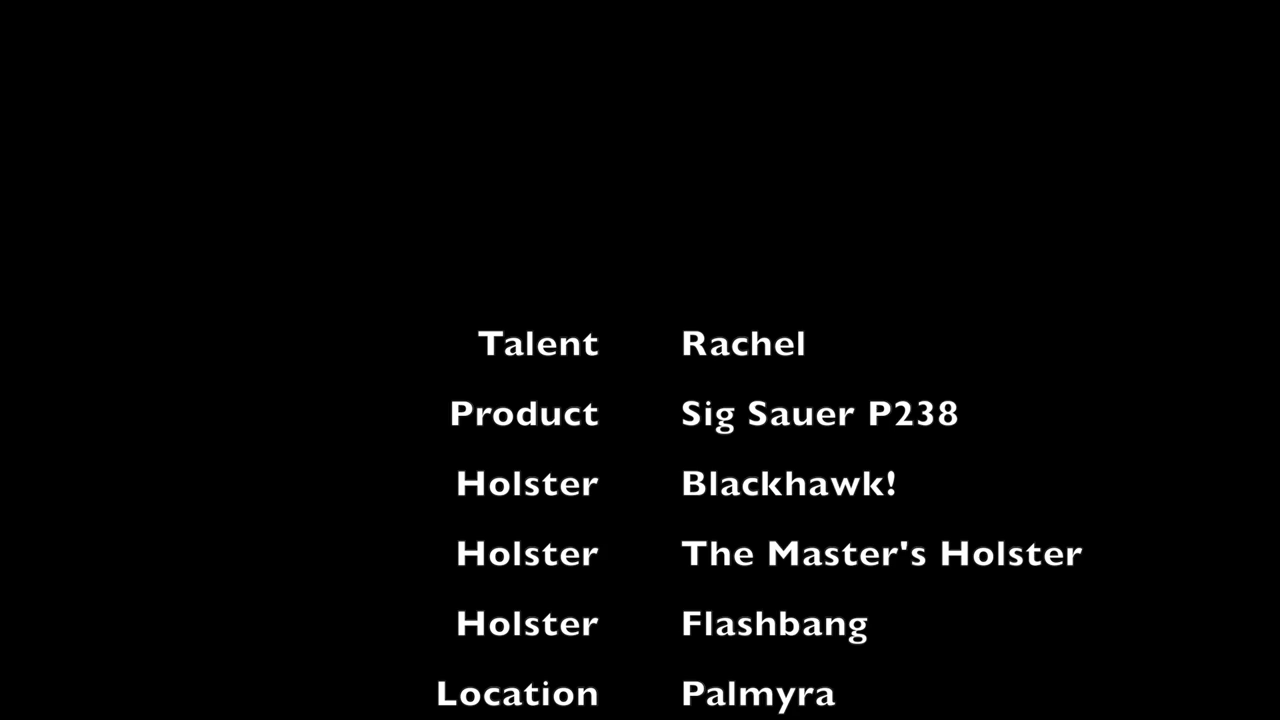 Talent Rachel
Product Sig Sauer P238
Holster Blackhawk!
Holster The Master's Holster
Holster Flashbang
Location Palmyra